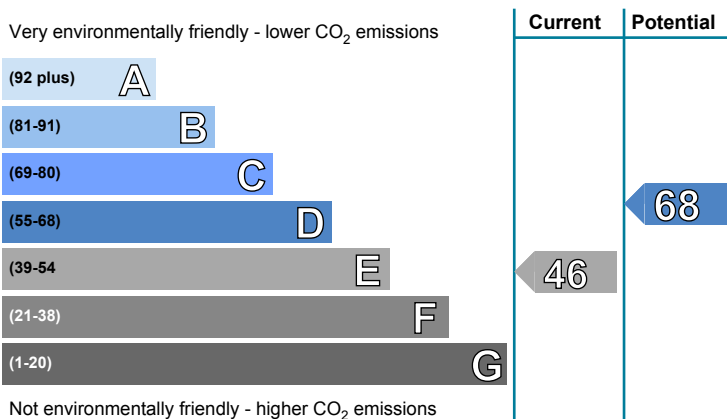 Current Potential
Very environmentally friendly - lower CO2 emissions
(92 plus) A
(81-91) B
(69-80) C
(55-68) D
68
(39-54 E
46
(21-38) F
(1-20) G
Not environmentally friendly - higher CO2 emissions